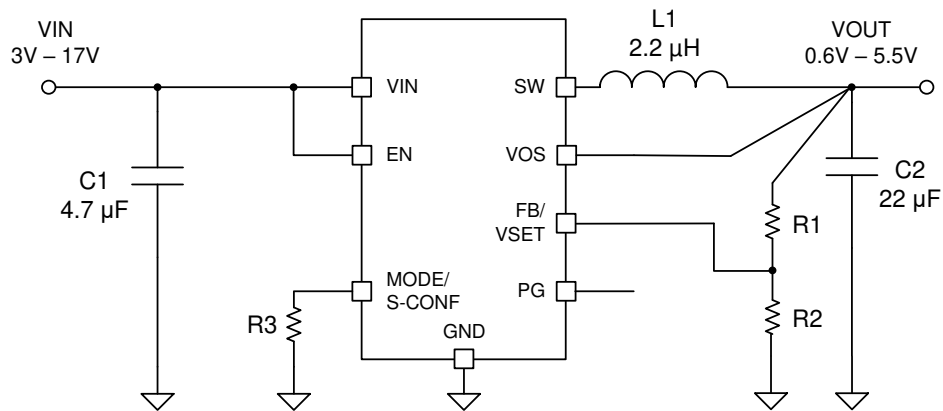 VIN
3V – 17V
L1
2.2 µH
VOUT
0.6V – 5.5V
VIN
SW
EN
VOS
C1
4.7 µF
C2
22 µF
FB/
VSET
R1
MODE/
S-CONF
PG
R3
GND
R2